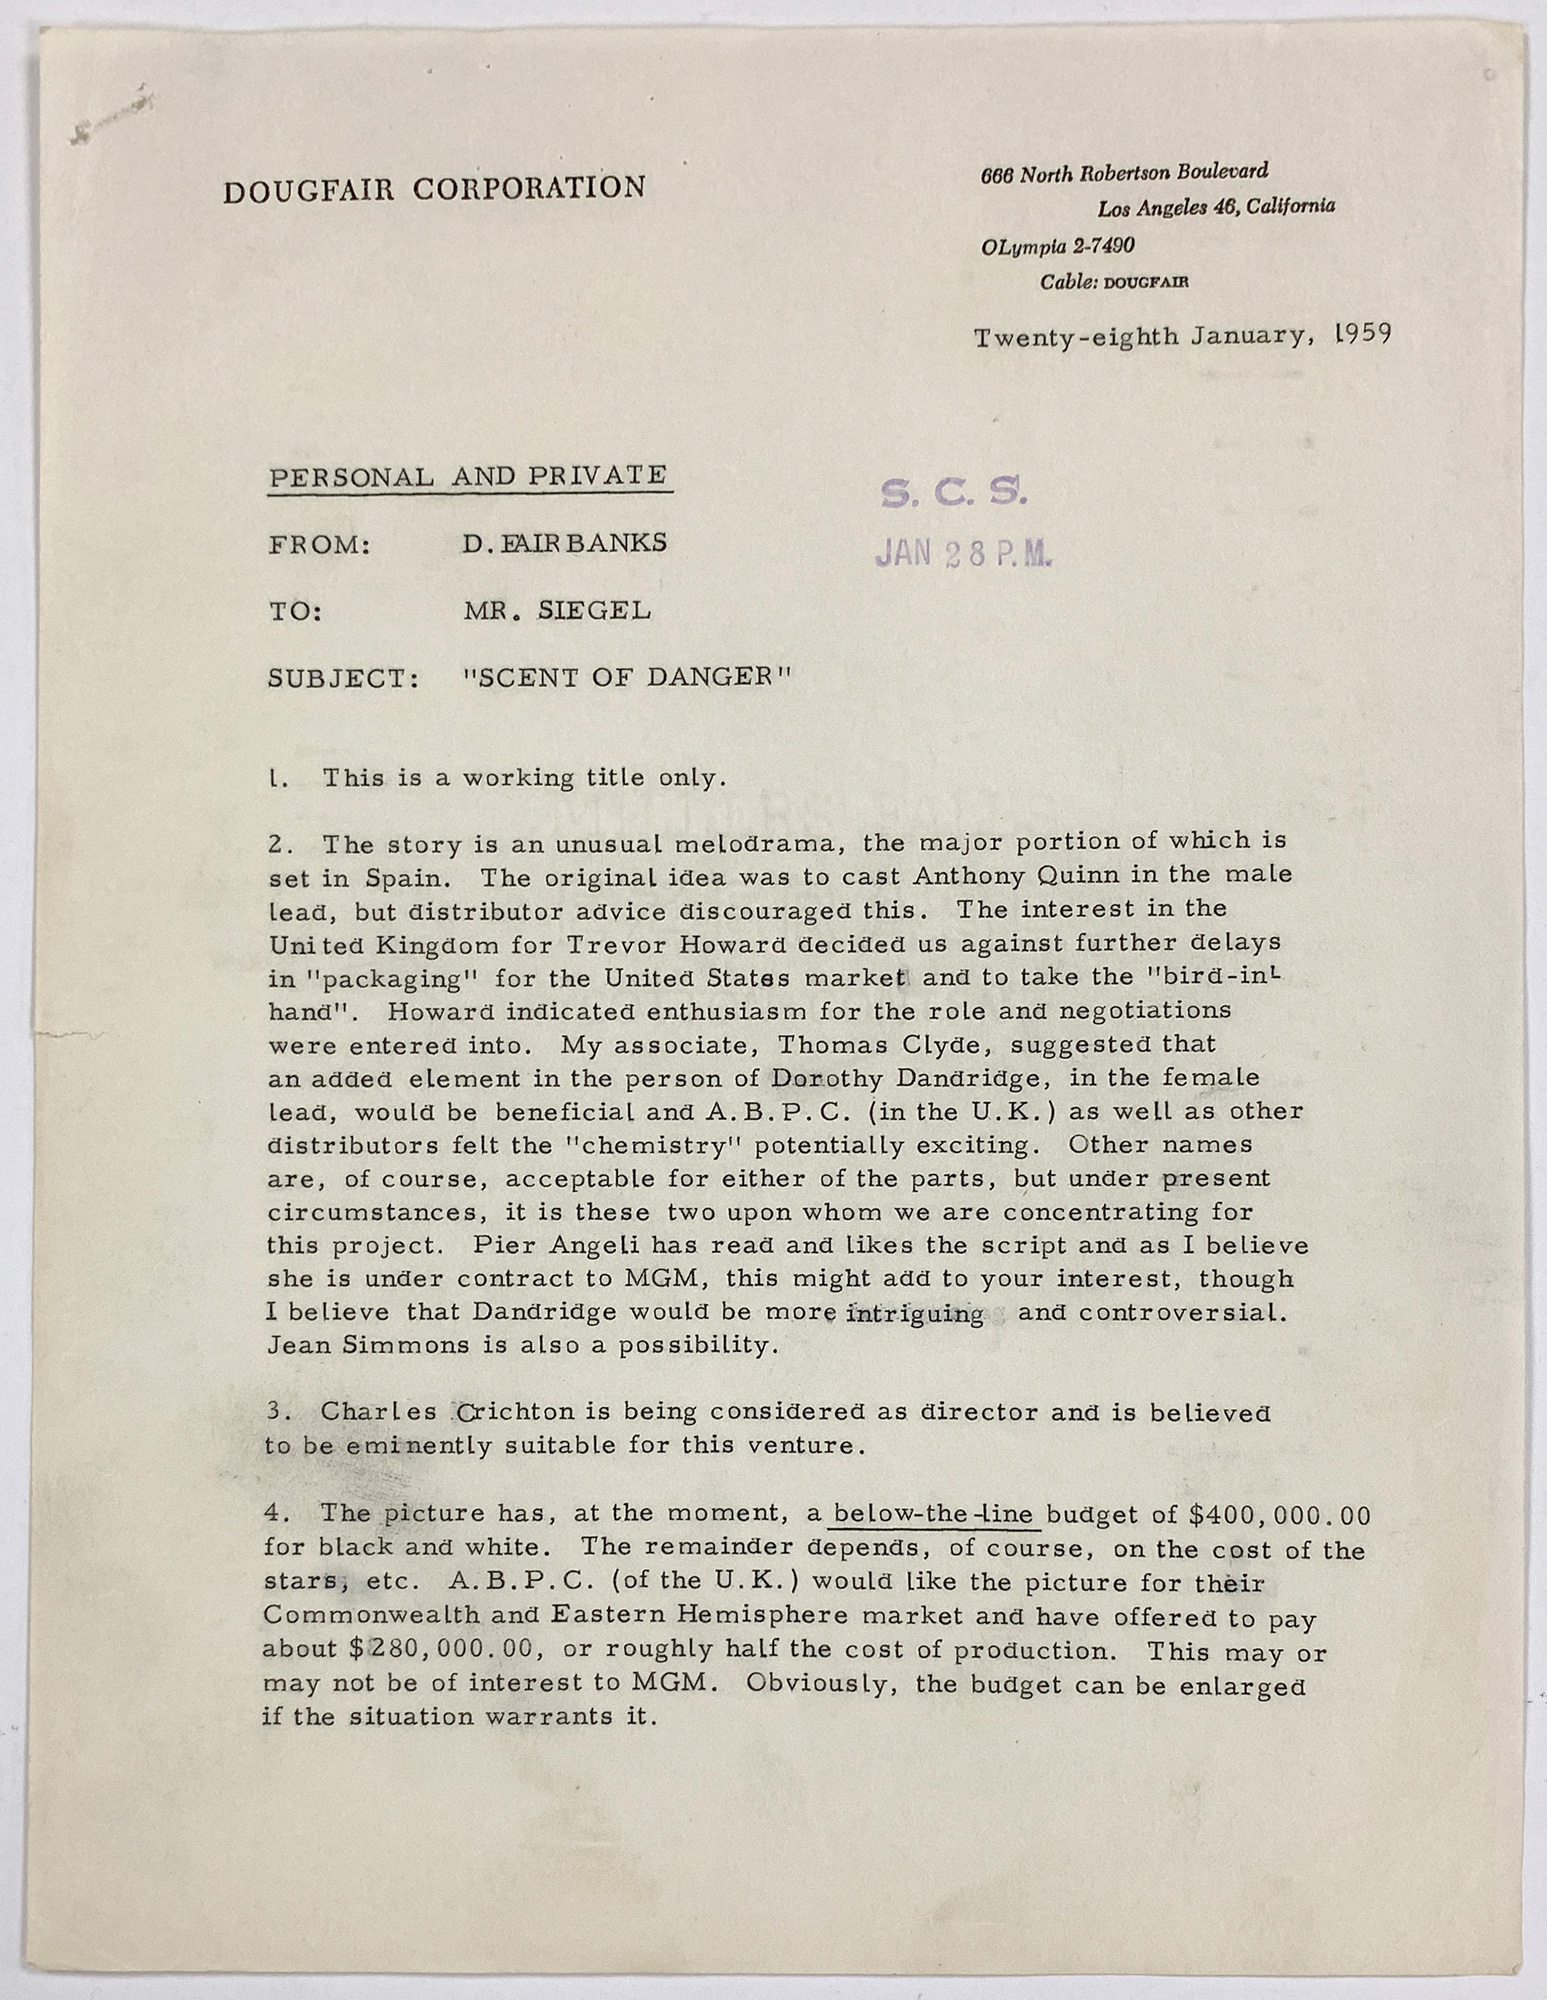 DOUGFAIR CORPORATION
666 North Robertson Boulevard
Los Angeles 46, California
OLympia 2-7490
Cable: DOUGFAIR
Twenty-eighth January, 1959
PERSONAL AND PRIVATE
S. C. S.
JAN 28 P.M.
FROM: D. FAIRBANKS
TO: MR. SIEGEL
SUBJECT: "SCENT OF DANGER"
1. This is a working title only.
2. The story is an unusual melodrama, the major portion of which is
set in Spain. The original idea was to cast Anthony Quinn in the male
lead, but distributor advice discouraged this. The interest in the
United Kingdom for Trevor Howard decided us against further delays
in "packaging" for the United States market and to take the "bird-in-
hand". Howard indicated enthusiasm for the role and negotiations
were entered into. My associate, Thomas Clyde, suggested that
an added element in the person of Dorothy Dandridge, in the female
lead, would be beneficial and A.B.P.C. (in the U.K.) as well as other
distributors felt the "chemistry" potentially exciting. Other names
are, of course, acceptable for either of the parts, but under present
circumstances, it is these two upon whom we are concentrating for
this project. Pier Angeli has read and likes the script and as I believe
she is under contract to MGM, this might add to your interest, though
I believe that Dandridge would be more intriguing and controversial.
Jean Simmons is also a possibility.
3. Charles Crichton is being considered as director and is believed
to be eminently suitable for this venture.
4. The picture has, at the moment, a below-the-line budget of $400,000.00
for black and white. The remainder depends, of course, on the cost of the
stars, etc. A.B.P.C. (of the U.K.) would like the picture for their
Commonwealth and Eastern Hemisphere market and have offered to pay
about $280,000.00, or roughly half the cost of production. This may or
may not be of interest to MGM. Obviously, the budget can be enlarged
if the situation warrants it.